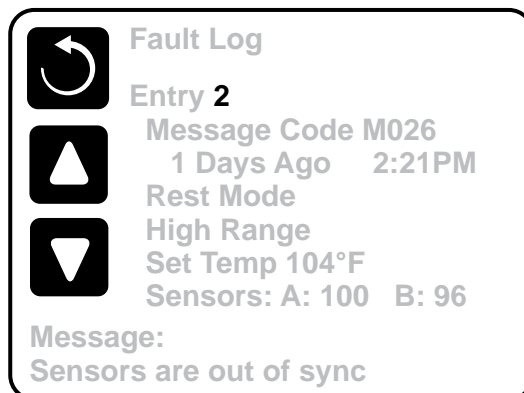 Fault Log
Entry 2
Message Code M026
1 Days Ago 2:21PM
Rest Mode
High Range
Set Temp 104°F
Sensors: A: 100 B: 96
Message:
Sensors are out of sync